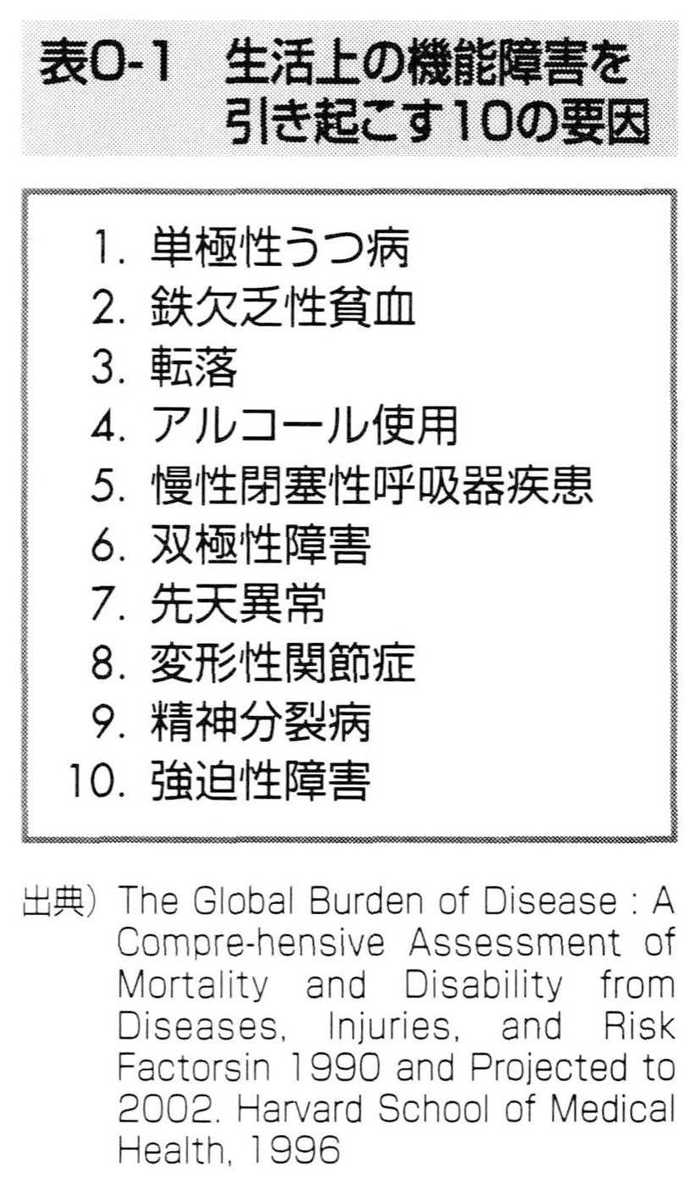 表0-1 生活上の機能障害を
引き起こす10の要因
1. 単極性うつ病
2. 鉄欠乏性貧血
3. 転落
4. アルコール使用
5. 慢性閉塞性呼吸器疾患
6. 双極性障害
7. 先天異常
8. 変形性関節症
9. 精神分裂病
10. 強迫性障害
出典）The Global Burden of Disease : A
Compre-hensive Assessment of
Mortality and Disability from
Diseases, Injuries, and Risk
Factorsin 1990 and Projected to
2002. Harvard School of Medical
Health, 1996